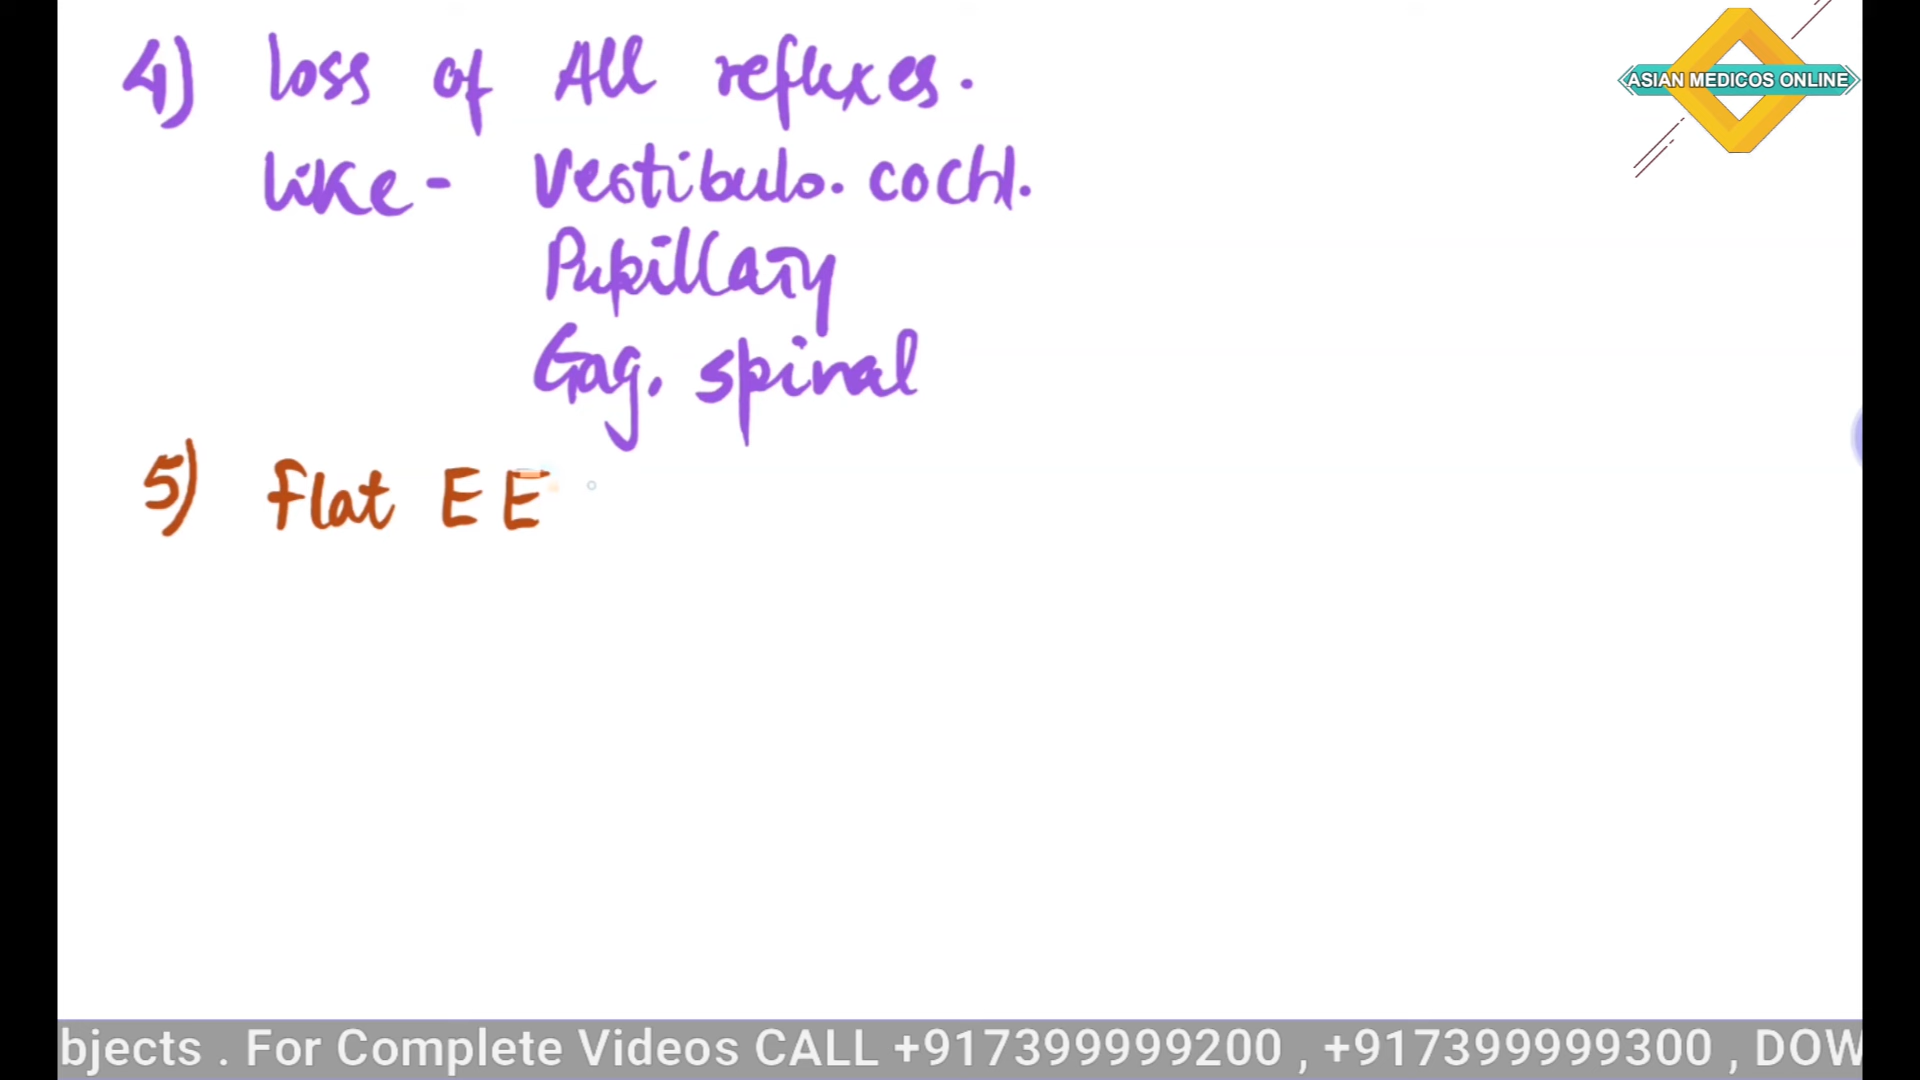 4) loss of All refluxes.
like - Vestibulo. cochl.
Pupillary
Gag. spinal
5) flat EE
ASIAN MEDICOS ONLINE
bjects . For Complete Videos CALL +917399999200 , +917399999300 , DOW